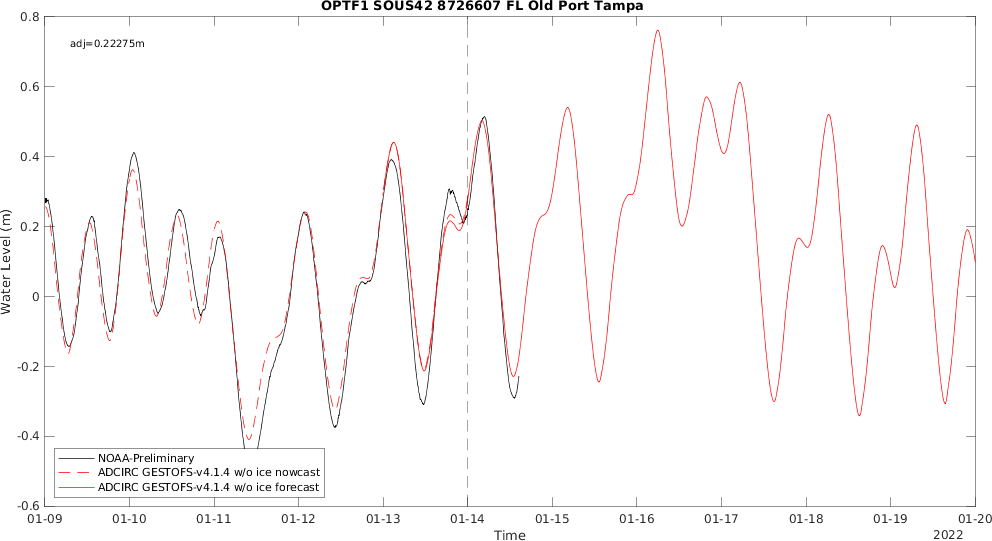 OPTF1 SOUS42 8726607 FL Old Port Tampa
adj=0.22275m
0.8
0.6
0.4
0.2
0
-0.2
-0.4
-0.6
Water Level (m)
NOAA-Preliminary
ADCIRC GESTOFS-v4.1.4 w/o ice nowcast
ADCIRC GESTOFS-v4.1.4 w/o ice forecast
01-09 01-10 01-11 01-12 01-13 01-14 01-15 01-16 01-17 01-18 01-19 01-20
Time
2022